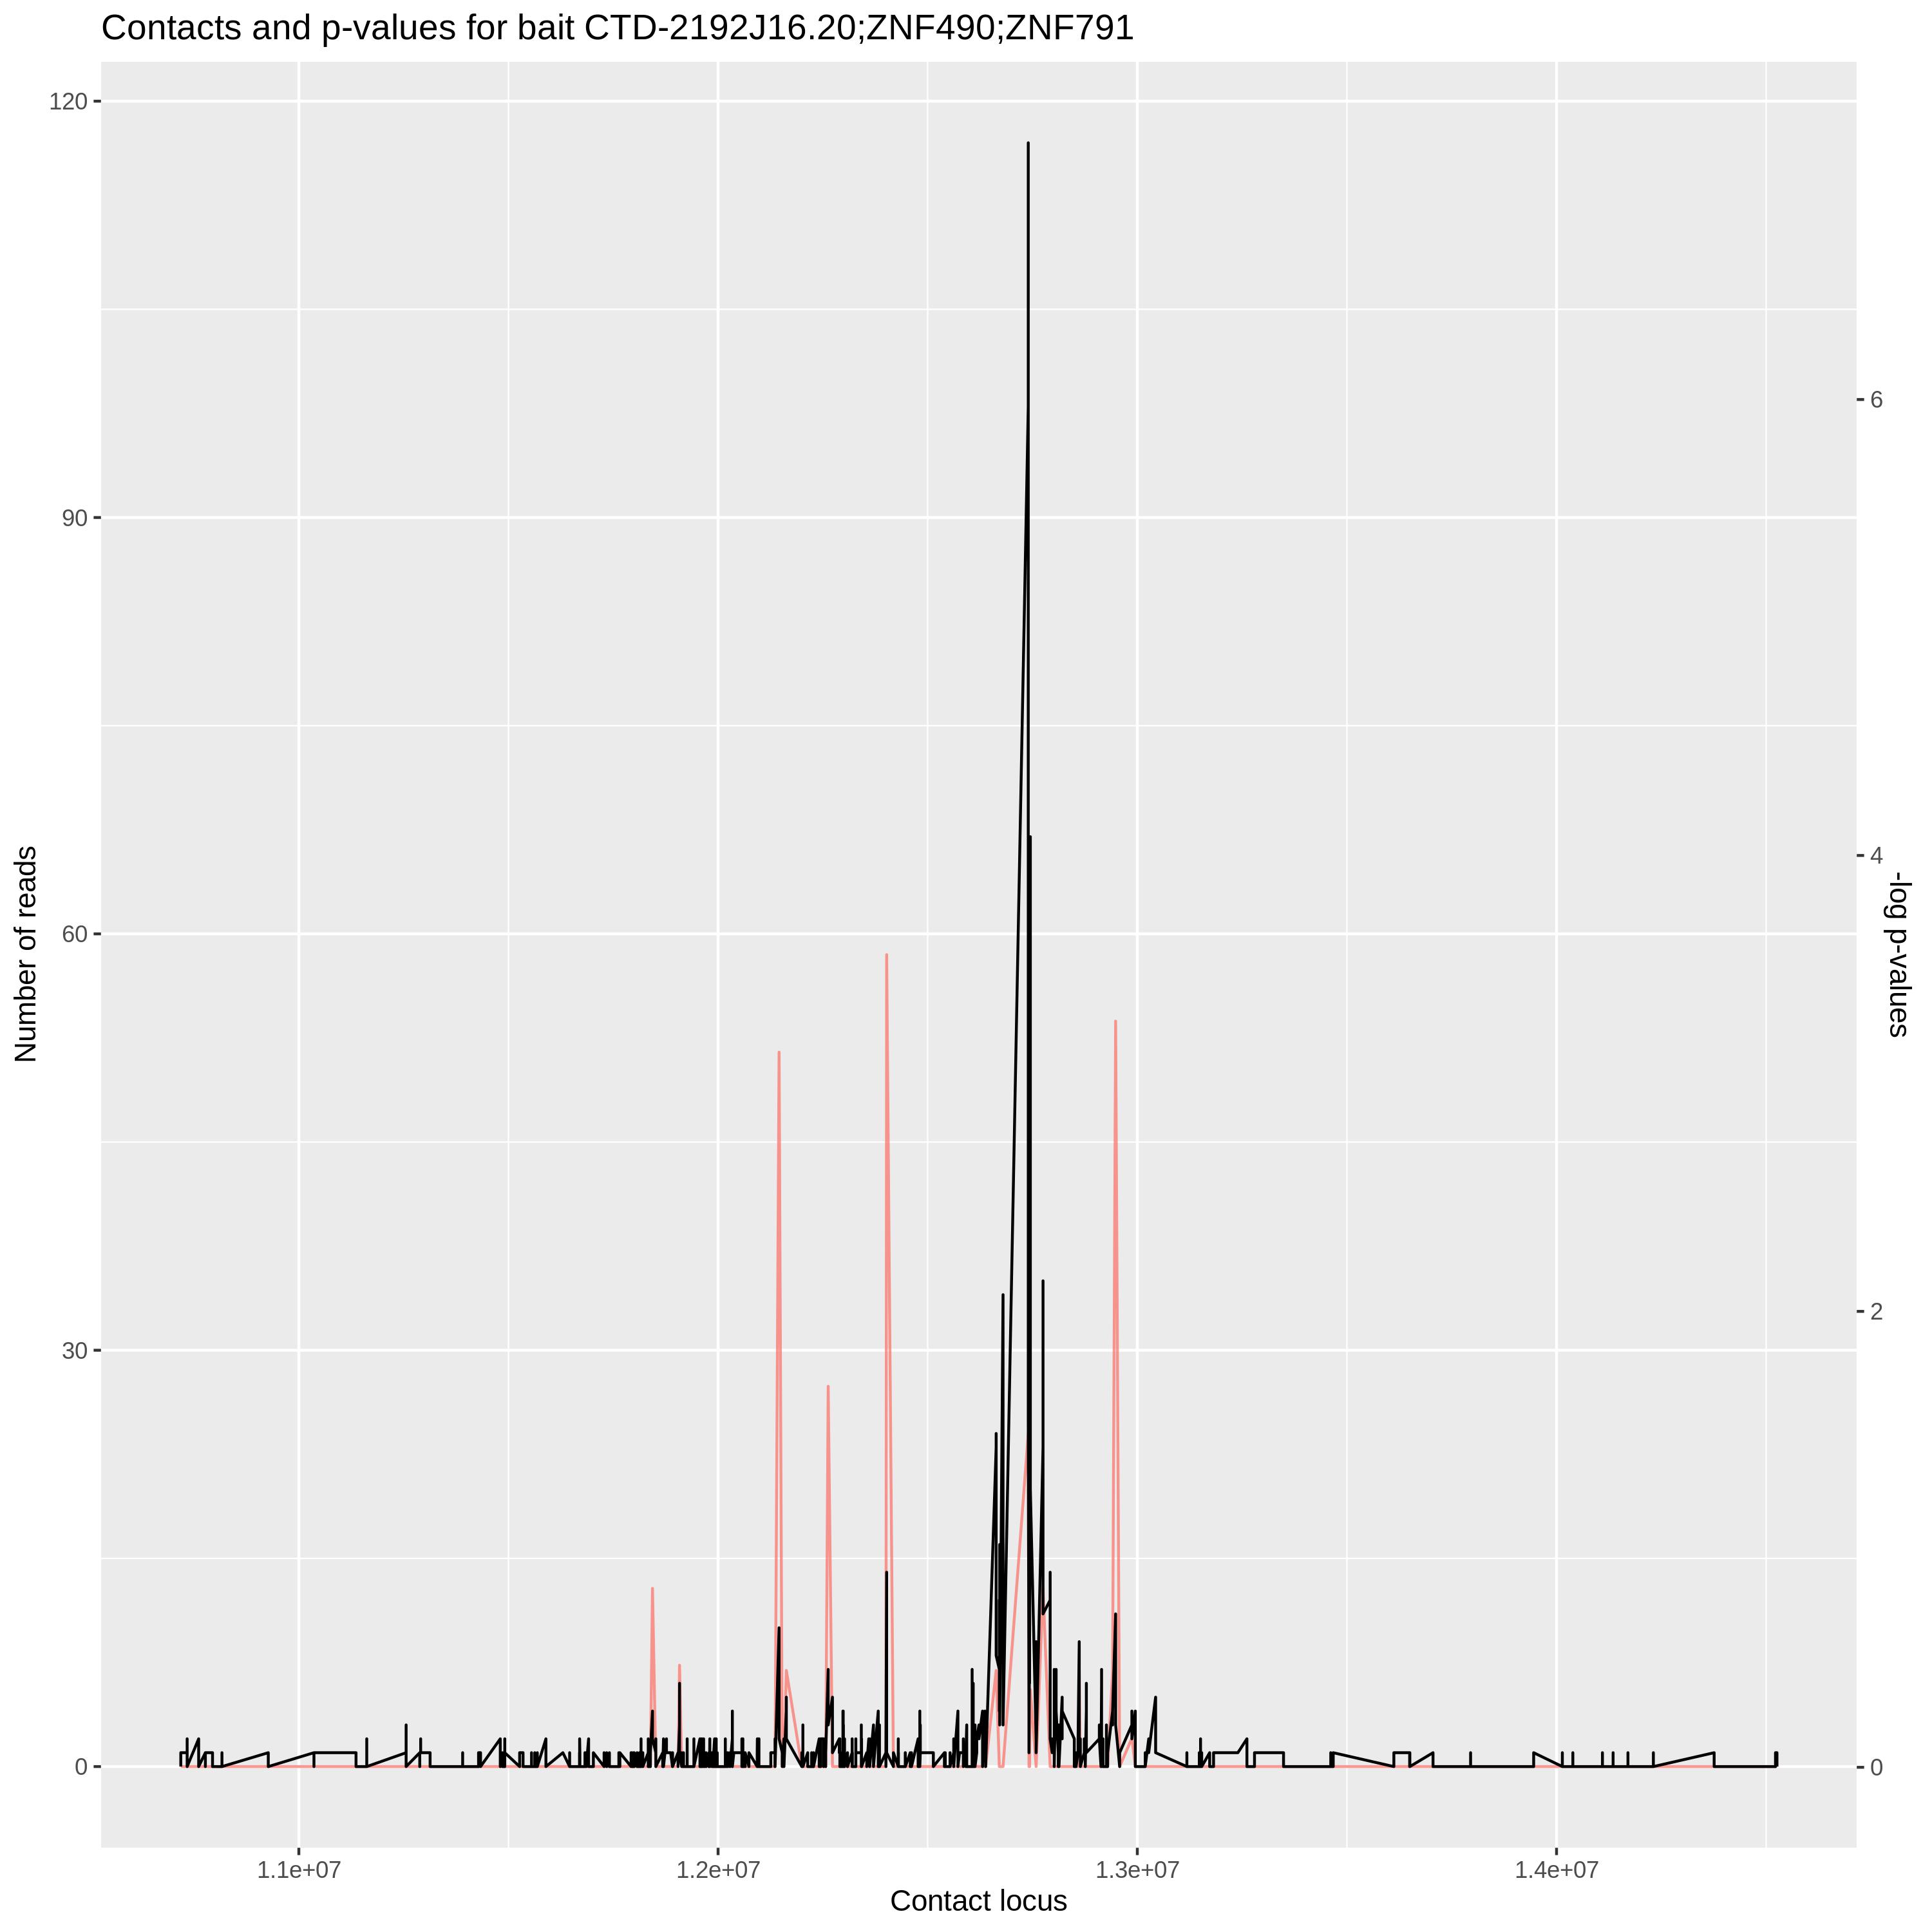 Contacts and p-values for bait CTD-2192J16.20;ZNF490;ZNF791
120
90
60
30
0
Number of reads
6
4
2
0
-log p-values
1.1e+07
1.2e+07
1.3e+07
1.4e+07
Contact locus